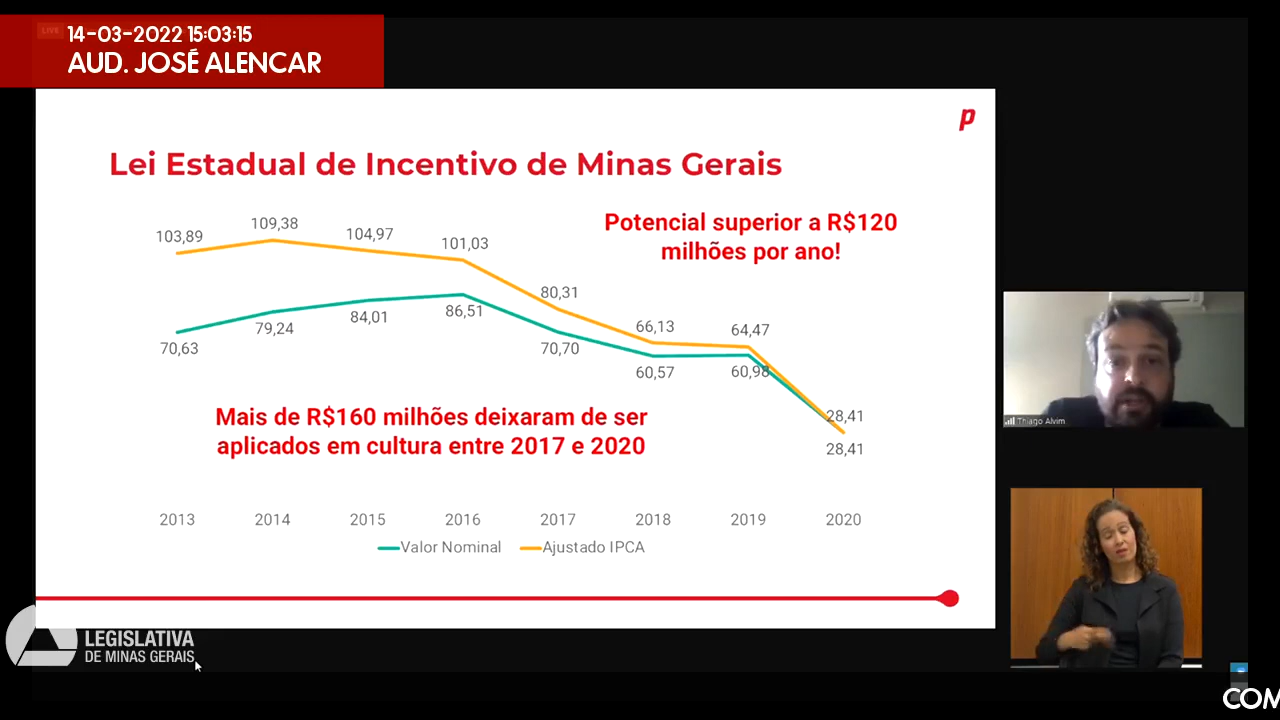 LIVE
14-03-2022 15:03:15
AUD. JOSÉ ALENCAR
p
Lei Estadual de Incentivo de Minas Gerais
Potencial superior a R$120
milhões por ano!
103,89
109,38
104,97
101,03
80,31
66,13
64,47
28,41
70,63
79,24
84,01
86,51
70,70
60,57
60,98
28,41
Mais de R$160 milhões deixaram de ser
aplicados em cultura entre 2017 e 2020
2013 2014 2015 2016 2017 2018 2019 2020
Valor Nominal Ajustado IPCA
Thiago Alvim
LEGISLATIVA
DE MINAS GERAIS
COM